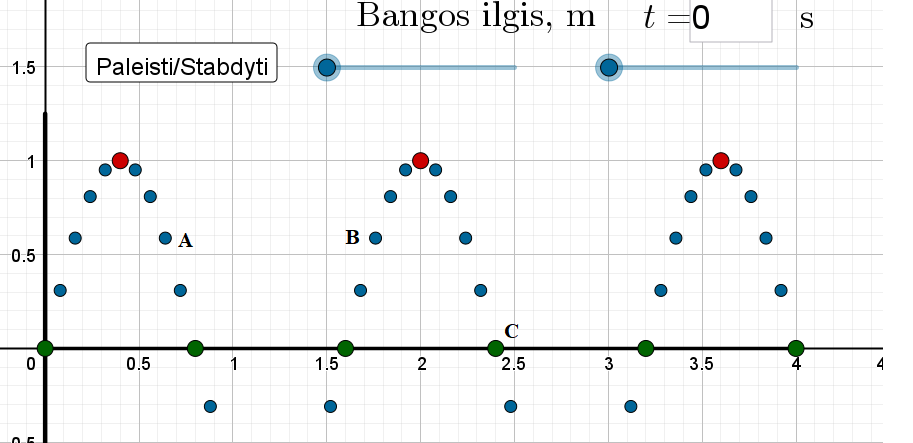 Bangos ilgis, m t =0 s
1.5 Paleisti/Stabdyti
1
A B
0.5
C
0 0.5 1 1.5 2 2.5 3 3.5 4